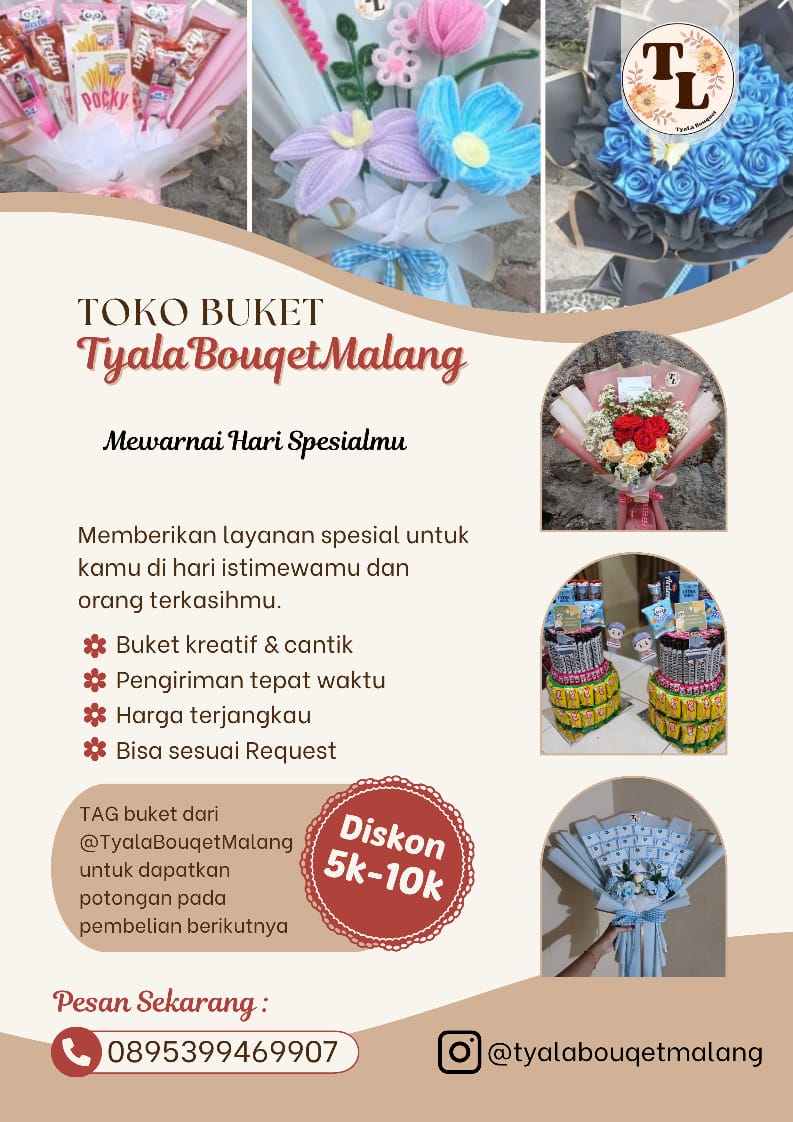 POCKY
TL
TyaLa Bouquet
TOKO BUKET
TyalaBouqetMalang
Mewarnai Hari Spesialmu
Memberikan layanan spesial untuk
kamu di hari istimewamu dan
orang terkasihmu.
Buket kreatif & cantik
Pengiriman tepat waktu
Harga terjangkau
Bisa sesuai Request
TAG buket dari
@TyalaBouqetMalang
untuk dapatkan
potongan pada
pembelian berikutnya
Diskon
5k-10k
Pesan Sekarang :
0895399469907
@tyalabouqetmalang